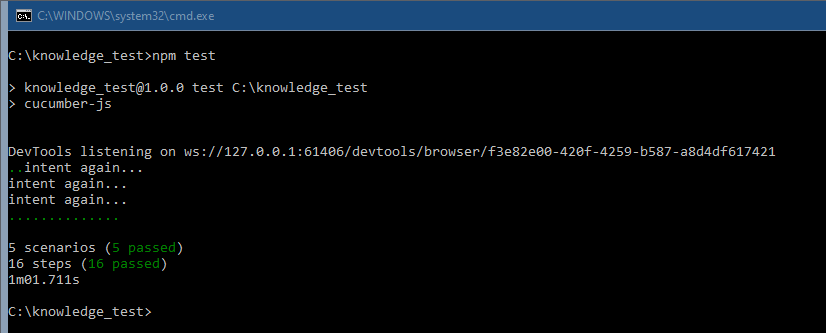 C:\WINDOWS\system32\cmd.exe
C:\knowledge_test>npm test
> knowledge_test@1.0.0 test C:\knowledge_test
> cucumber-js
DevTools listening on ws://127.0.0.1:61406/devtools/browser/f3e82e00-420f-4259-b587-a8d4df617421
..intent again...
intent again...
intent again...
..............
5 scenarios (5 passed)
16 steps (16 passed)
1m01.711s
C:\knowledge_test>